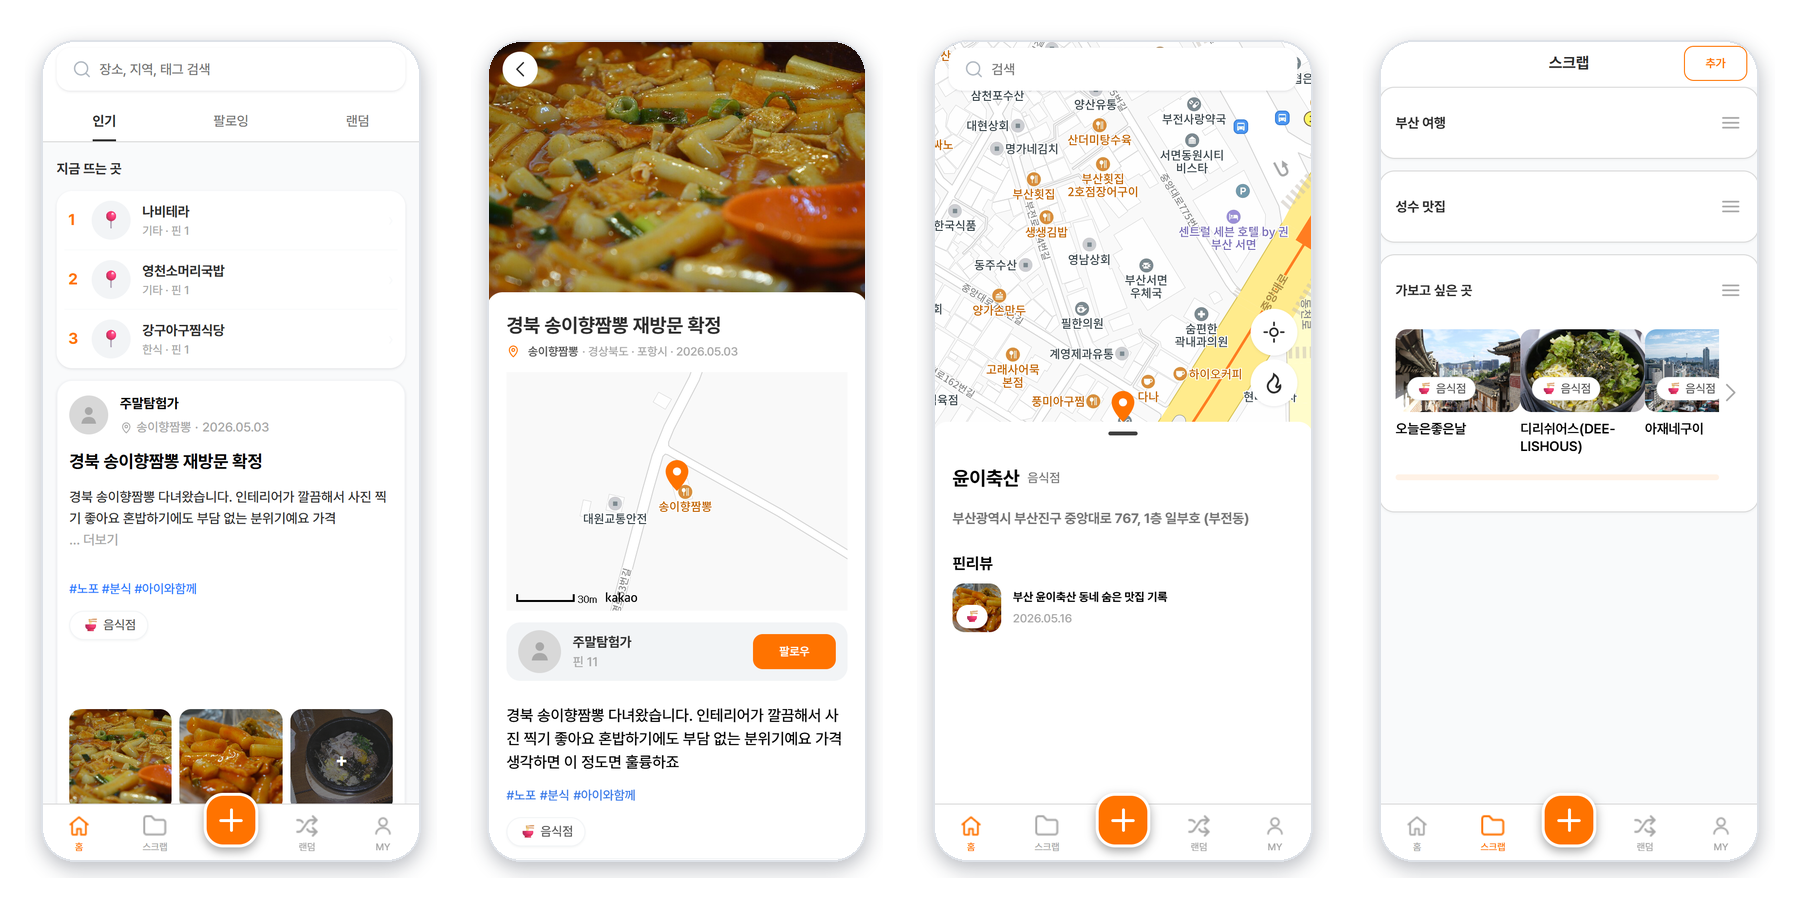 장소, 지역, 태그 검색
인기
팔로잉
랜덤
지금 뜨는 곳
1
나비테라
기타 · 핀 1
2
영천소머리국밥
기타 · 핀 1
3
강구아구찜식당
한식 · 핀 1
주말탐험가
송이향짬뽕 · 2026.05.03
경북 송이향짬뽕 재방문 확정
경북 송이향짬뽕 다녀왔습니다. 인테리어가 깔끔해서 사진 찍
기 좋아요 혼밥하기에도 부담 없는 분위기예요 가격
... 더보기
#노포 #분식 #아이와함께
음식점
홈
스크랩
랜덤
MY
경북 송이향짬뽕 재방문 확정
송이향짬뽕 · 경상북도 · 포항시 · 2026.05.03
송이향짬뽕
대원교통안전
30m
kakao
주말탐험가
핀 11
팔로우
경북 송이향짬뽕 다녀왔습니다. 인테리어가 깔끔해서 사
진 찍기 좋아요 혼밥하기에도 부담 없는 분위기예요 가격
생각하면 이 정도면 훌륭하죠
#노포 #분식 #아이와함께
음식점
검색
삼천포수산
양산유통
대현상회
부전사랑약국
산더미탕수육
명가네김치
서면동원시티
비스타
부산횟집
부산횟집
2호점장어구이
중앙대로775번길
P
한국식품
생생김밥
센트럴 세븐 호텔 by 권
부산 서면
영남상회
동주수산
부산서면
우체국
중앙대로
양가손만두
필한의원
숨편한
곽내과의원
계영제과유통
고래사어묵
본점
하이오커피
다나
풍미아구찜
윤이축산
음식점
부산광역시 부산진구 중앙대로 767, 1층 일부호 (부전동)
핀리뷰
부산 윤이축산 동네 숨은 맛집 기록
2026.05.16
홈
스크랩
랜덤
MY
스크랩
추가
부산 여행
성수 맛집
가보고 싶은 곳
음식점
음식점
음식점
오늘은좋은날
디리쉬어스(DEE-
LISHOUS)
아재네구이
홈
스크랩
랜덤
MY